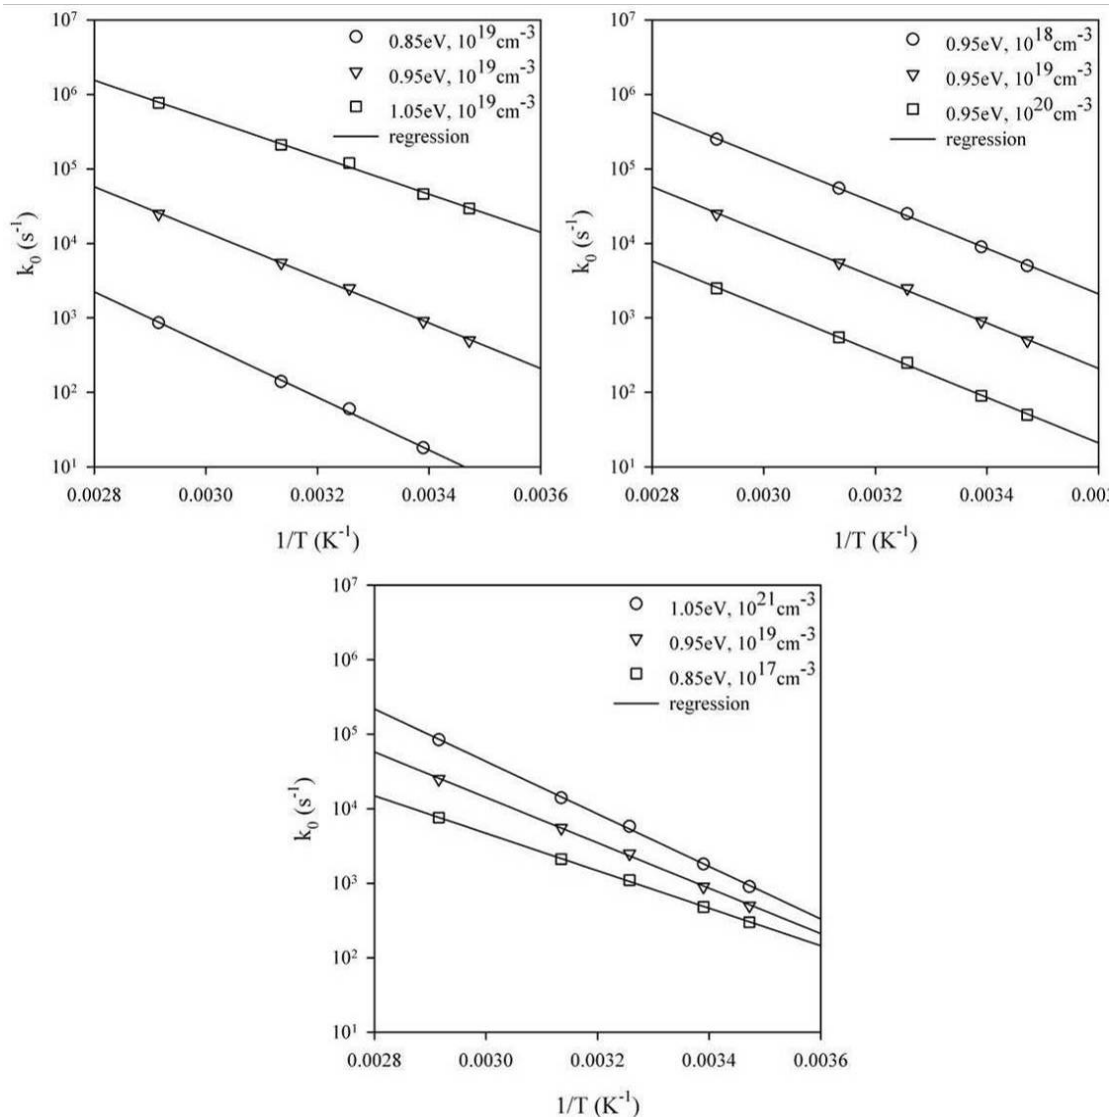 10^7
10^6
10^5
10^4
10^3
10^2
10^1
k_0 (s^-1)
0.85eV, 10^19cm^-3
0.95eV, 10^19cm^-3
1.05eV, 10^19cm^-3
regression
0.0028 0.0030 0.0032 0.0034 0.0036
1/T (K^-1)
10^7
10^6
10^5
10^4
10^3
10^2
10^1
k_0 (s^-1)
0.95eV, 10^18cm^-3
0.95eV, 10^19cm^-3
0.95eV, 10^20cm^-3
regression
0.0028 0.0030 0.0032 0.0034
1/T (K^-1)
10^7
10^6
10^5
10^4
10^3
10^2
10^1
k_0 (s^-1)
1.05eV, 10^21cm^-3
0.95eV, 10^19cm^-3
0.85eV, 10^17cm^-3
regression
0.0028 0.0030 0.0032 0.0034 0.0036
1/T (K^-1)